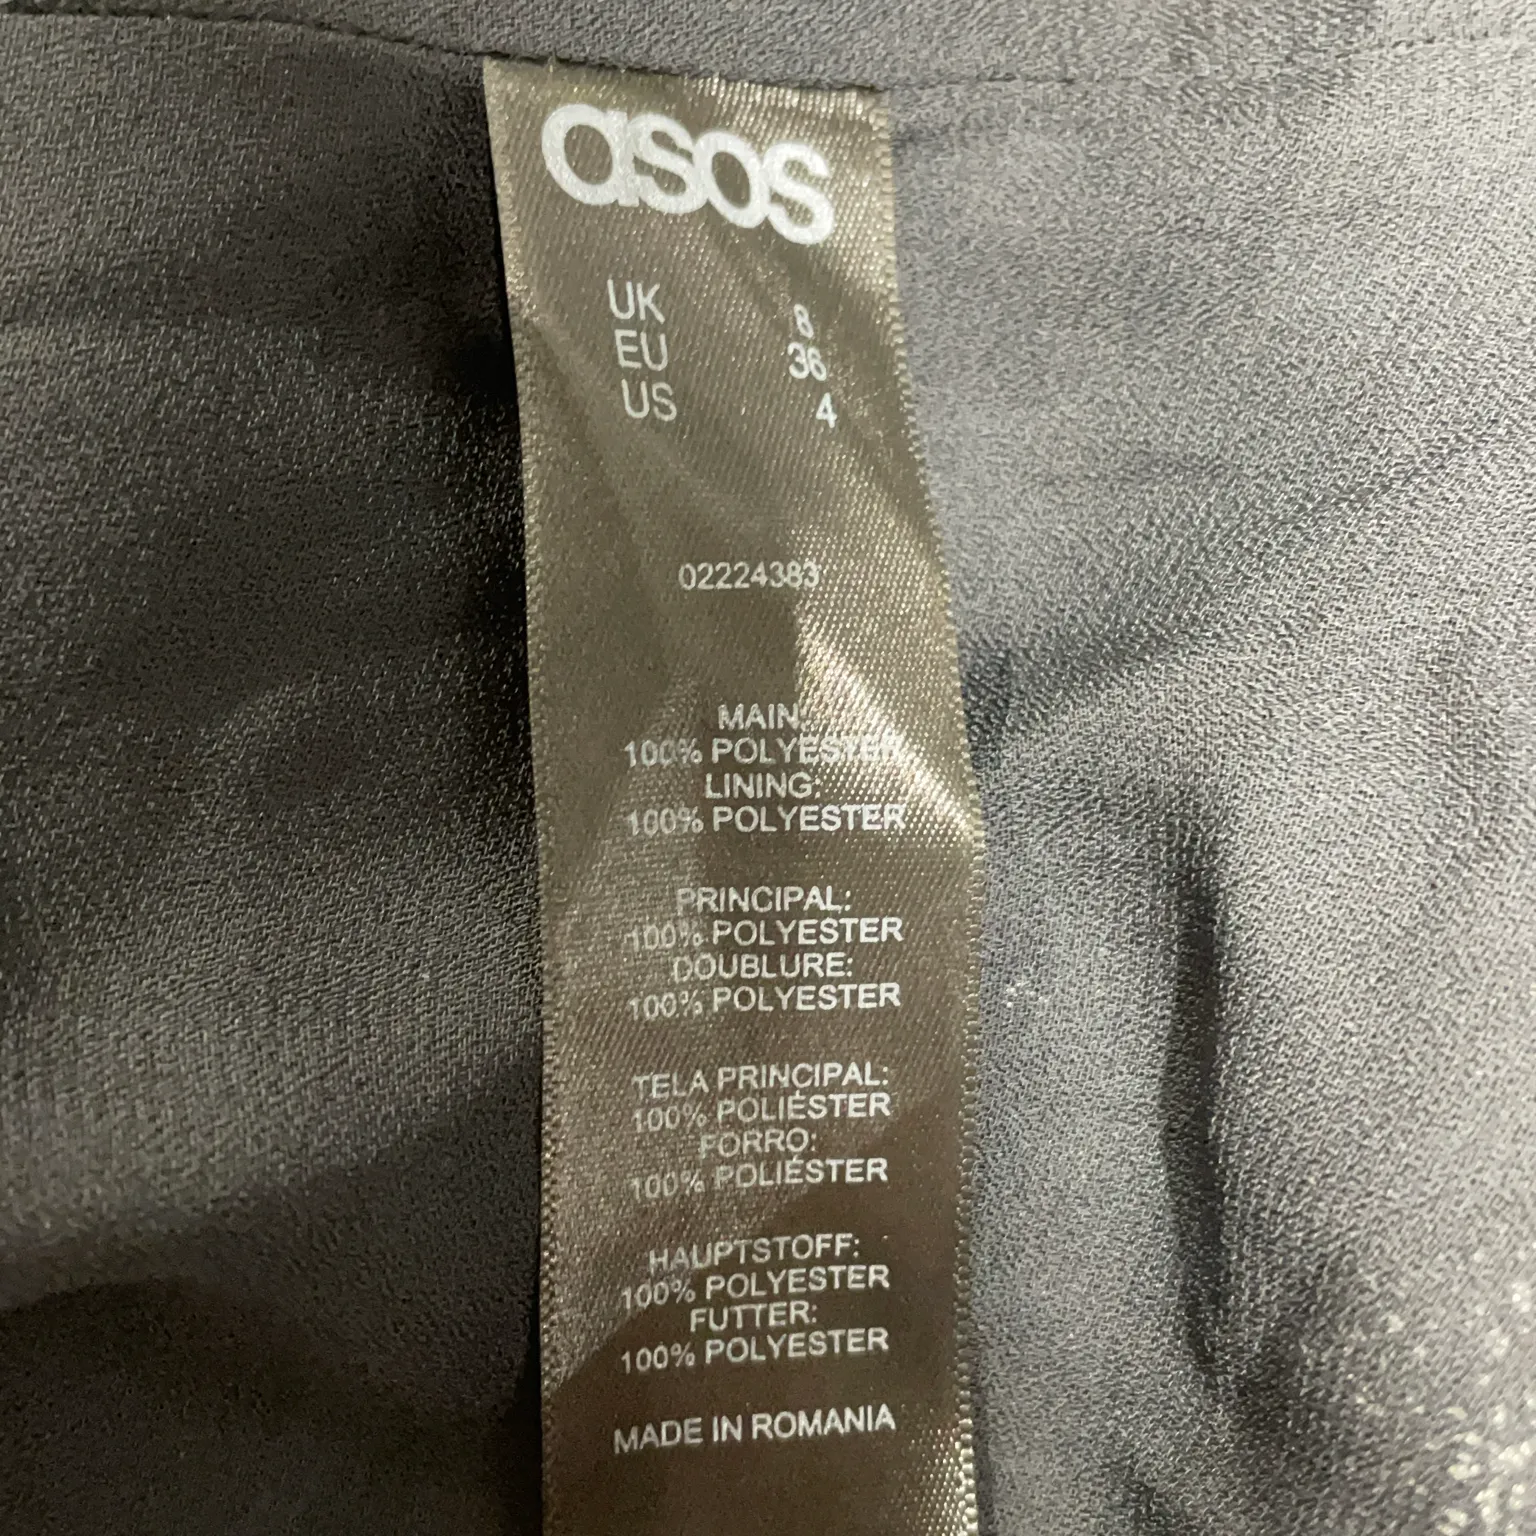 asos
UK 8
EU 36
US 4
02224383
MAIN:
100% POLYESTER
LINING:
100% POLYESTER
PRINCIPAL:
100% POLYESTER
DOUBLURE:
100% POLYESTER
TELA PRINCIPAL:
100% POLIÉSTER
FORRO:
100% POLIÉSTER
HAUPTSTOFF:
100% POLYESTER
FUTTER:
100% POLYESTER
MADE IN ROMANIA